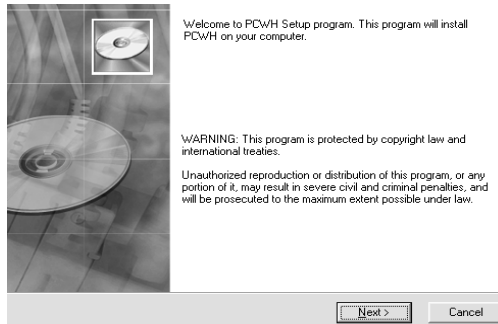 Welcome to PCWH Setup program. This program will install
PCWH on your computer.
WARNING: This program is protected by copyright law and
international treaties.
Unauthorized reproduction or distribution of this program, or any
portion of it, may result in severe civil and criminal penalties, and
will be prosecuted to the maximum extent possible under law.
Next >
Cancel